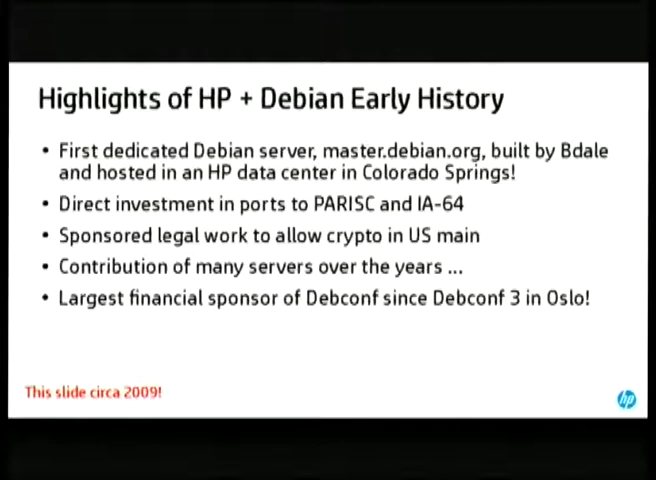 Highlights of HP + Debian Early History
• First dedicated Debian server, master.debian.org, built by Bdale
and hosted in an HP data center in Colorado Springs!
• Direct investment in ports to PARISC and IA-64
• Sponsored legal work to allow crypto in US main
• Contribution of many servers over the years ...
• Largest financial sponsor of Debconf since Debconf 3 in Oslo!
This slide circa 2009!
hp